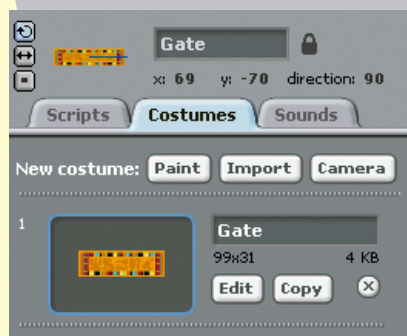 Gate
x: 69 y: -70 direction: 90
Scripts Costumes Sounds
New costume: Paint Import Camera
1
Gate
99x31 4 KB
Edit Copy